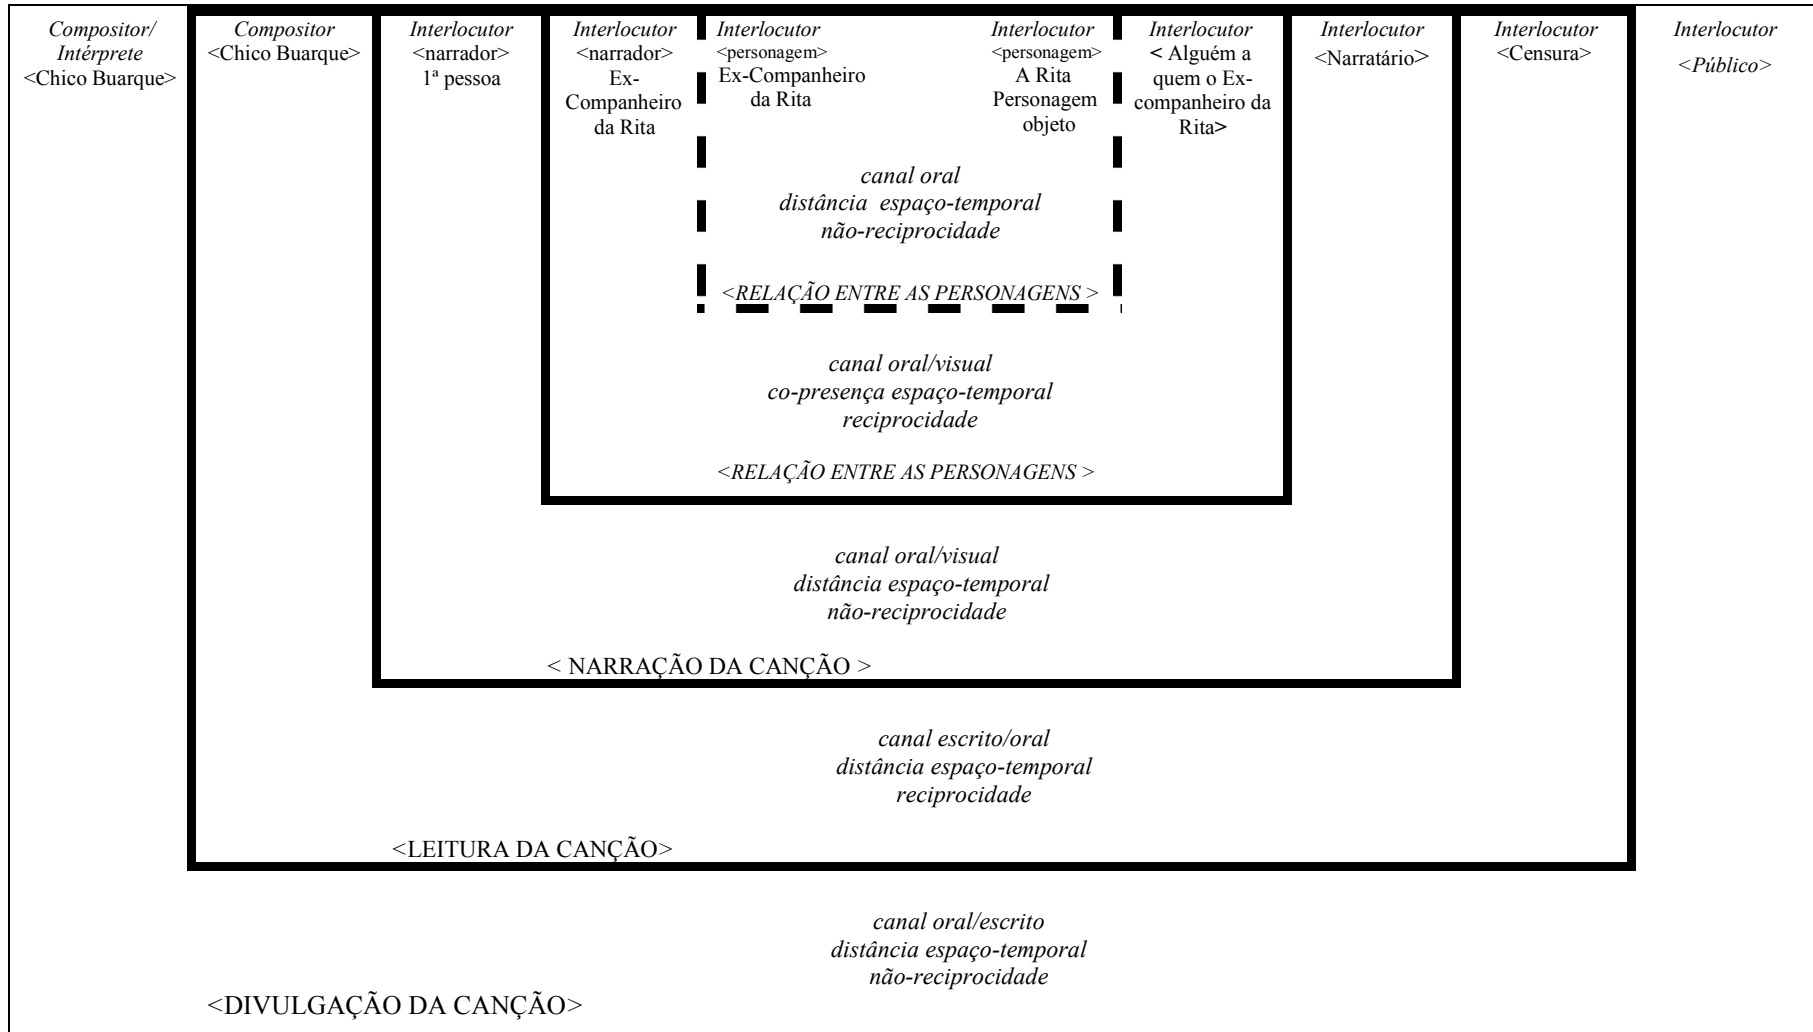 Compositor/
Intérprete
<Chico Buarque>
Compositor
<Chico Buarque>
Interlocutor
<narrador>
1ª pessoa
Interlocutor
<narrador>
Ex-
Companheiro
da Rita
Interlocutor
<personagem>
Ex-Companheiro
da Rita
Interlocutor
<personagem>
A Rita
Personagem
objeto
Interlocutor
< Alguém a
quem o Ex-
companheiro da
Rita>
Interlocutor
<Narratário>
Interlocutor
<Censura>
Interlocutor
<Público>
canal oral
distância espaço-temporal
não-reciprocidade
<RELAÇÃO ENTRE AS PERSONAGENS >
canal oral/visual
co-presença espaço-temporal
reciprocidade
<RELAÇÃO ENTRE AS PERSONAGENS >
canal oral/visual
distância espaço-temporal
não-reciprocidade
< NARRAÇÃO DA CANÇÃO >
canal escrito/oral
distância espaço-temporal
reciprocidade
<LEITURA DA CANÇÃO>
canal oral/escrito
distância espaço-temporal
não-reciprocidade
<DIVULGAÇÃO DA CANÇÃO>